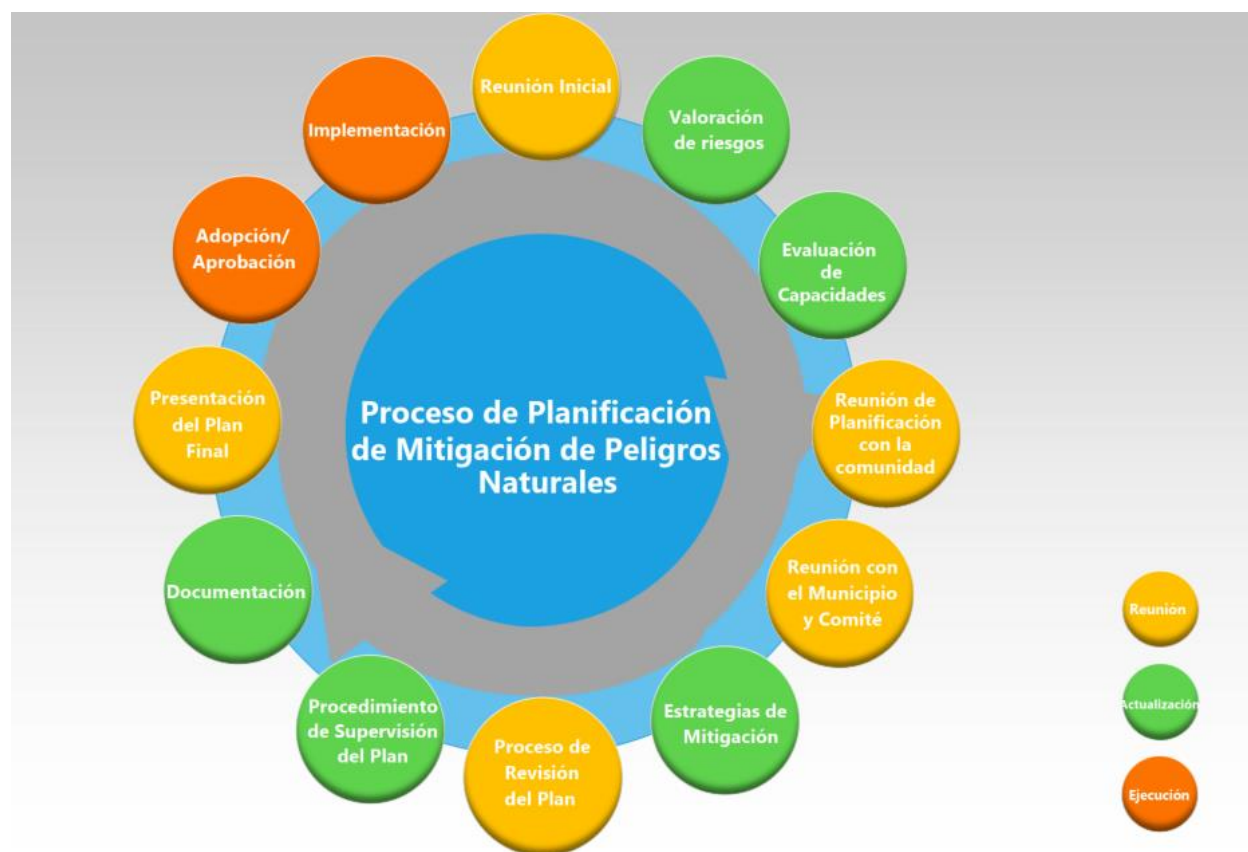 Reunión Inicial
Valoración
de riesgos
Evaluación
de
Capacidades
Reunión de
Planificación
con la
comunidad
Reunión con
el Municipio
y Comité
Estrategias de
Mitigación
Proceso de
Revisión
del Plan
Procedimiento
de Supervisión
del Plan
Documentación
Presentación
del Plan
Final
Adopción/
Aprobación
Implementación
Proceso de Planificación
de Mitigación de Peligros
Naturales
Reunión
Actualización
Ejecución